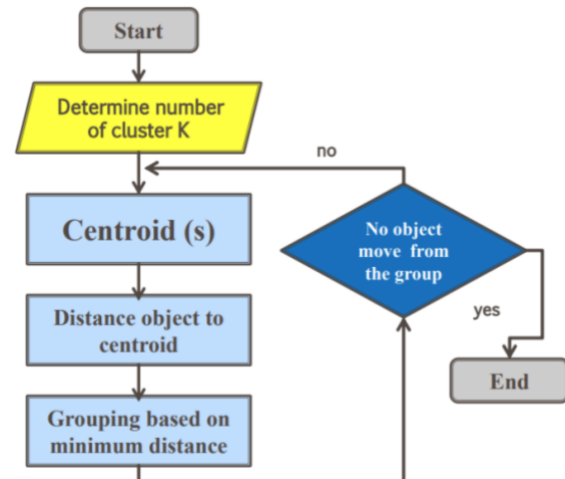 Start
Determine number
of cluster K
no
Centroid (s)
No object
move from
the group
Distance object to
centroid
yes
End
Grouping based on
minimum distance